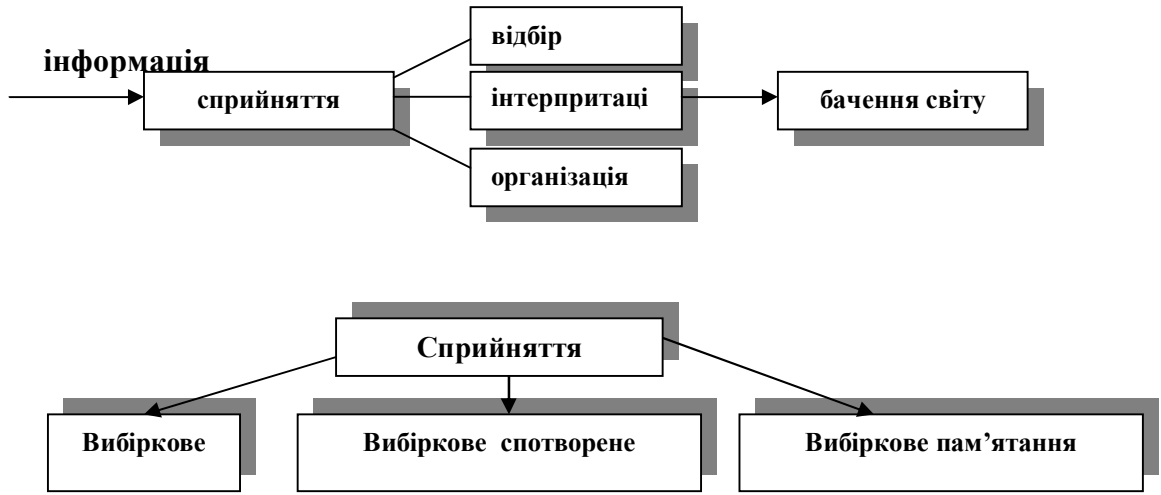 відбір
інформація
сприйняття
інтерпритаці
бачення світу
організація
Сприйняття
Вибіркове
Вибіркове спотворене
Вибіркове пам’ятання